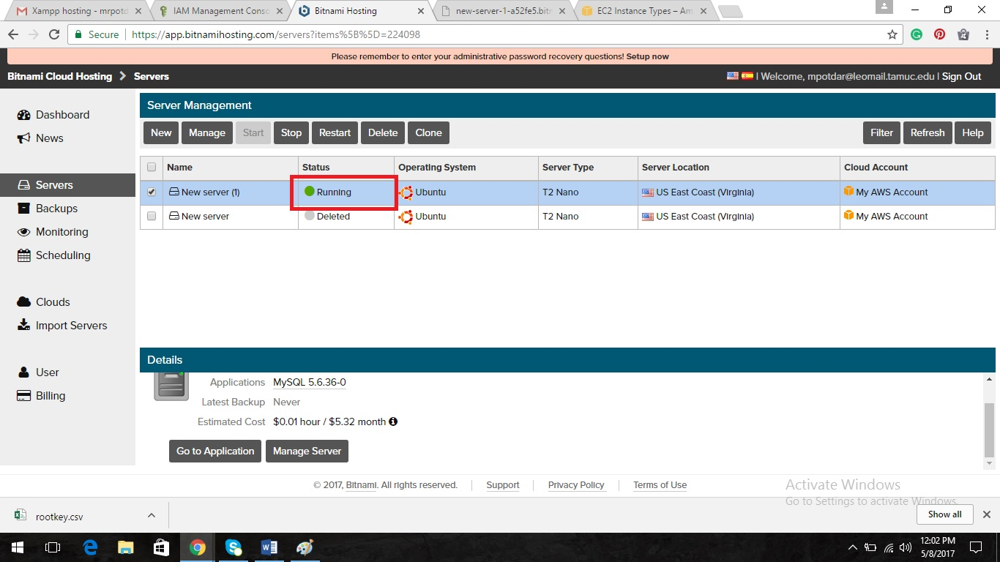 Xampp hosting - mrpotd
IAM Management Conso
Bitnami Hosting
new-server-1-a52fe5.bitn
EC2 Instance Types – Am
Secure
https://app.bitnamihosting.com/servers?items%5B%5D=224098
Please remember to enter your administrative password recovery questions! Setup now
Bitnami Cloud Hosting > Servers
| Welcome, mpotdar@leomail.tamuc.edu | Sign Out
Dashboard
News
Servers
Backups
Monitoring
Scheduling
Clouds
Import Servers
User
Billing
Server Management
New Manage Start Stop Restart Delete Clone Filter Refresh Help
Name Status Operating System Server Type Server Location Cloud Account
New server (1) Running Ubuntu T2 Nano US East Coast (Virginia) My AWS Account
New server Deleted Ubuntu T2 Nano US East Coast (Virginia) My AWS Account
Details
Applications MySQL 5.6.36-0
Latest Backup Never
Estimated Cost $0.01 hour / $5.32 month
Go to Application Manage Server
© 2017, Bitnami. All rights reserved. Support Privacy Policy Terms of Use
Activate Windows
Go to Settings to activate Windows.
rootkey.csv
Show all
12:02 PM
5/8/2017